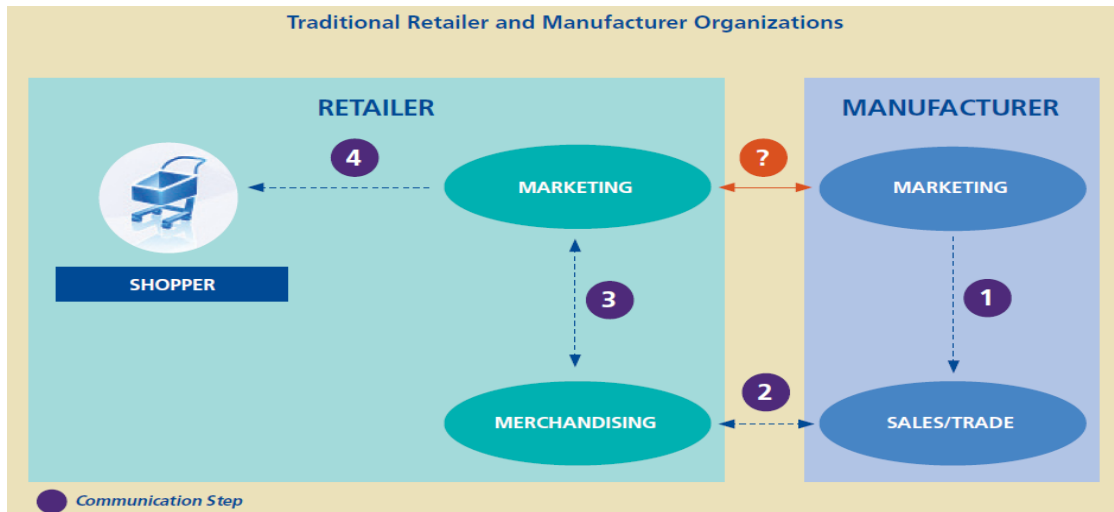 Traditional Retailer and Manufacturer Organizations
RETAILER
MANUFACTURER
4
?
MARKETING
MARKETING
SHOPPER
3
1
2
MERCHANDISING
SALES/TRADE
Communication Step